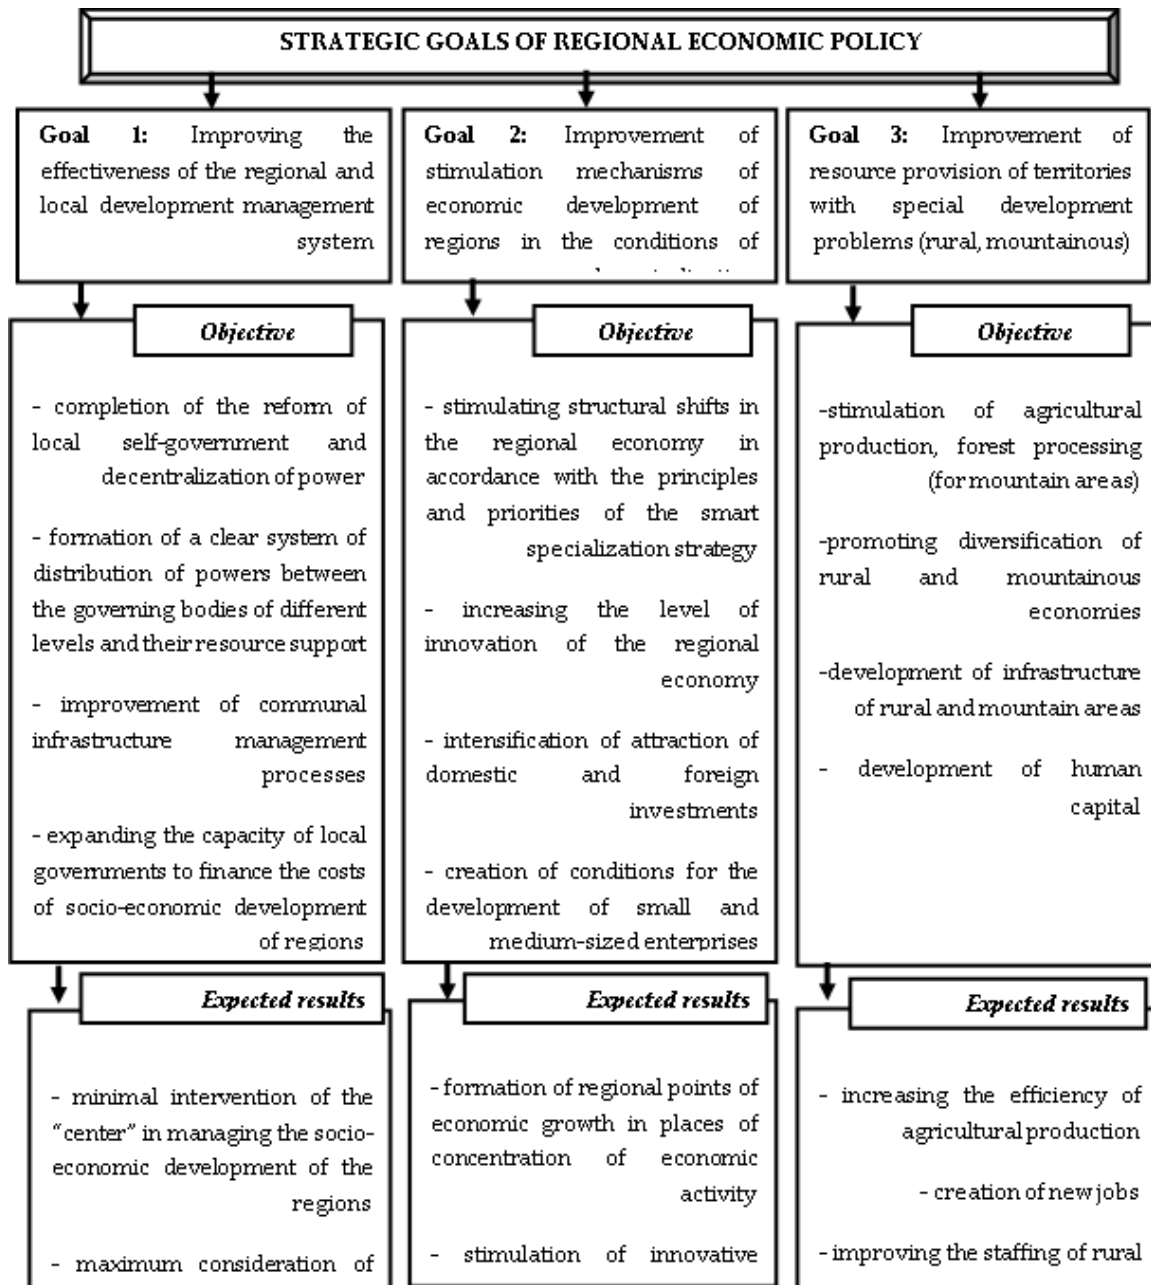 STRATEGIC GOALS OF REGIONAL ECONOMIC POLICY
Goal 1: Improving the
effectiveness of the regional and
local development management
system
Goal 2: Improvement of
stimulation mechanisms of
economic development of
regions in the conditions of
Goal 3: Improvement of
resource provision of territories
with special development
problems (rural, mountainous)
Objective
- completion of the reform of
local self-government and
decentralization of power
- formation of a clear system of
distribution of powers between
the governing bodies of different
levels and their resource support
- improvement of communal
infrastructure management
processes
- expanding the capacity of local
governments to finance the costs
of socio-economic development
of regions
Objective
- stimulating structural shifts in
the regional economy in
accordance with the principles
and priorities of the smart
specialization strategy
- increasing the level of
innovation of the regional
economy
- intensification of attraction of
domestic and foreign
investments
- creation of conditions for the
development of small and
medium-sized enterprises
Objective
-stimulation of agricultural
production, forest processing
(for mountain areas)
-promoting diversification of
rural and mountainous
economies
-development of infrastructure
of rural and mountain areas
- development of human
capital
Expected results
- minimal intervention of the
"center" in managing the socio-
economic development of the
regions
- maximum consideration of
Expected results
- formation of regional points of
economic growth in places of
concentration of economic
activity
- stimulation of innovative
Expected results
- increasing the efficiency of
agricultural production
- creation of new jobs
- improving the staffing of rural